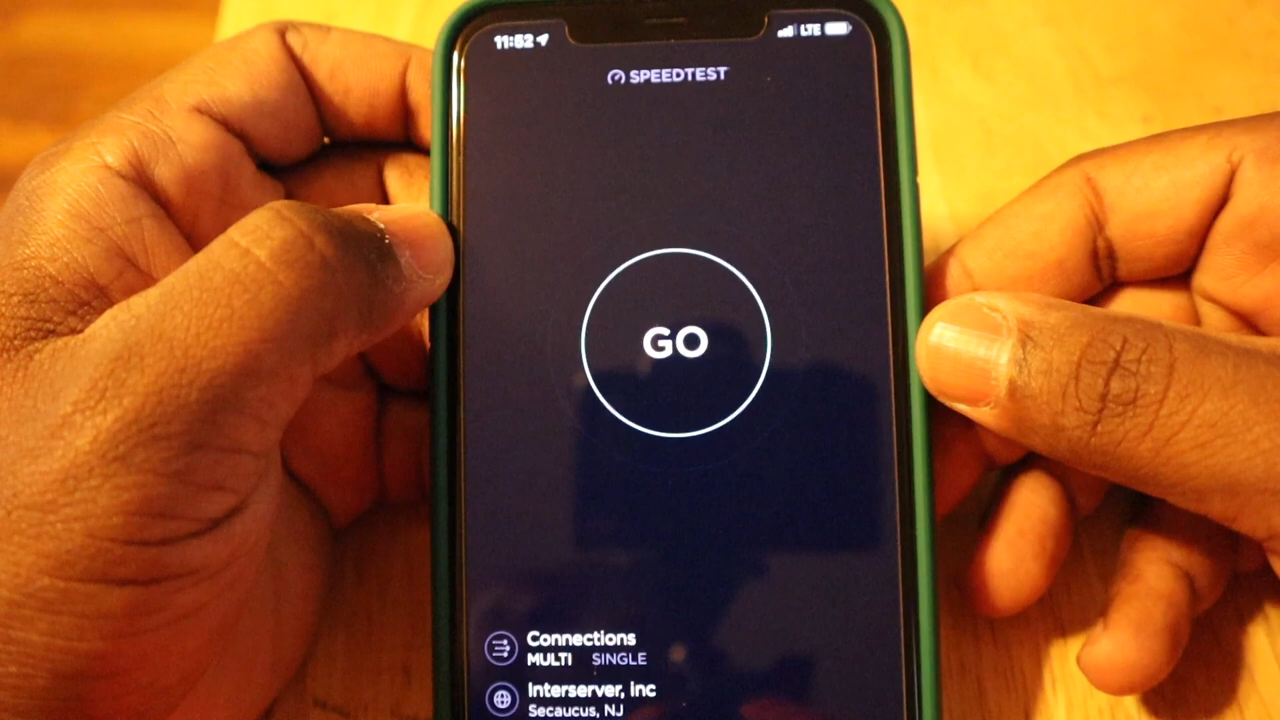 11:52 LTE
SPEEDTEST
GO
Connections
MULTI SINGLE
Interserver, Inc
Secaucus, NJ